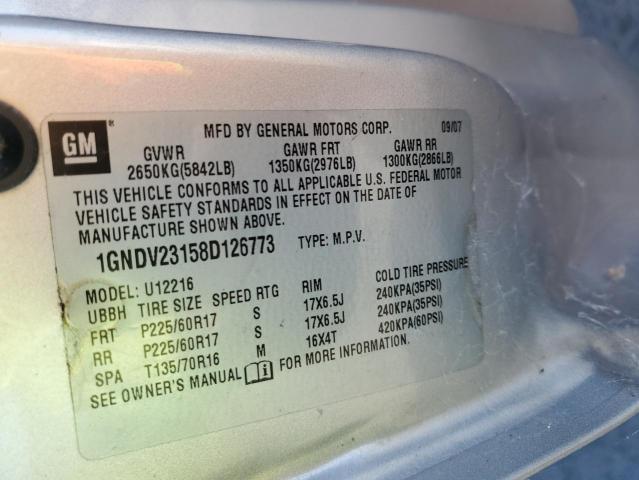 GM® MFD BY GENERAL MOTORS CORP. 09/07
GVWR GAWR FRT GAWR RR
2650KG(5842LB) 1350KG(2976LB) 1300KG(2866LB)
THIS VEHICLE CONFORMS TO ALL APPLICABLE U.S. FEDERAL MOTOR
VEHICLE SAFETY STANDARDS IN EFFECT ON THE DATE OF
MANUFACTURE SHOWN ABOVE.
1GNDV23158D126773 TYPE: M.P.V.
MODEL: U12216
UBBH TIRE SIZE SPEED RTG RIM COLD TIRE PRESSURE
FRT P225/60R17 S 17X6.5J 240KPA(35PSI)
RR P225/60R17 S 17X6.5J 240KPA(35PSI)
SPA T135/70R16 M 16X4T 420KPA(60PSI)
SEE OWNER'S MANUAL FOR MORE INFORMATION.